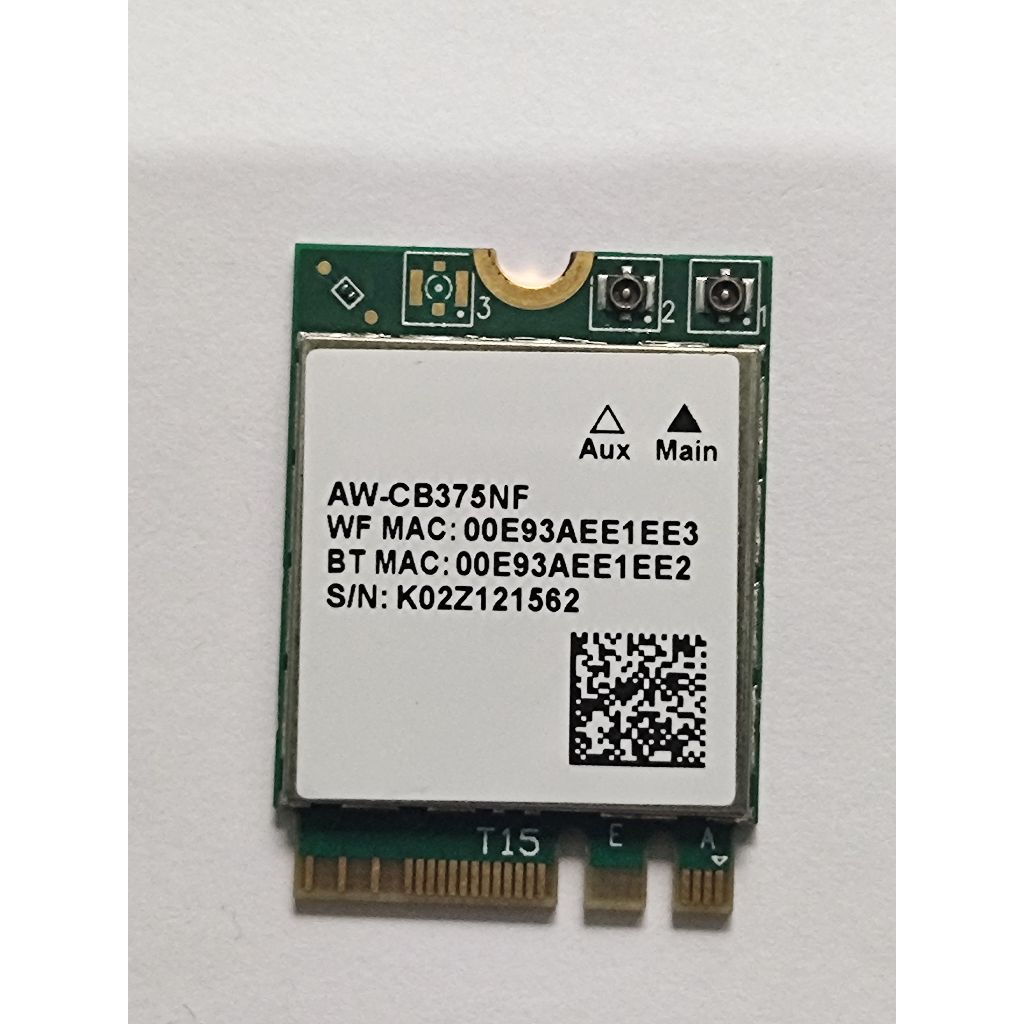 3 2 1
Aux Main
AW-CB375NF
WF MAC: 00E93AEE1EE3
BT MAC: 00E93AEE1EE2
S/N: K02Z121562
T15 E A